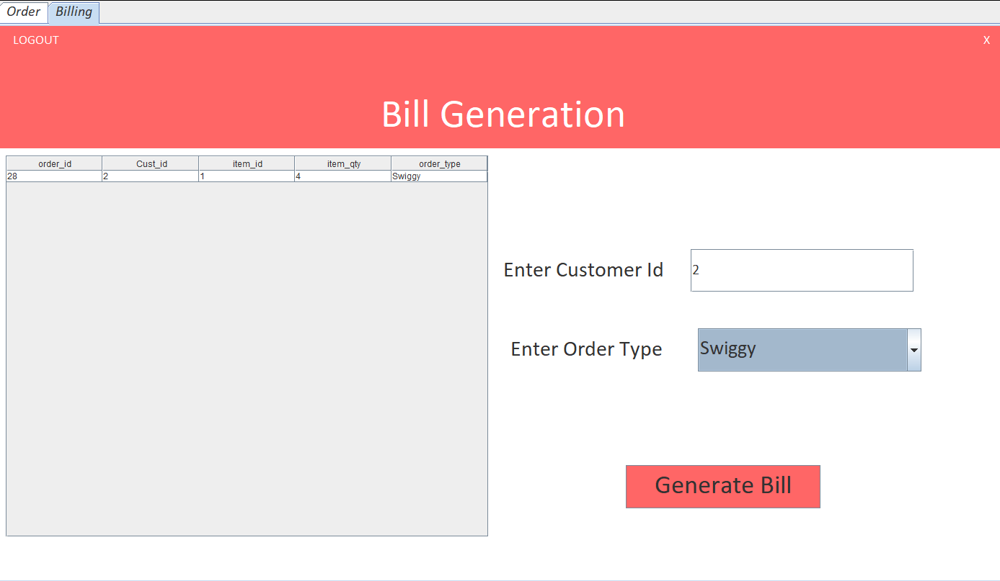 Order Billing
LOGOUT X
Bill Generation
order_id Cust_id item_id item_qty order_type
28 2 1 4 Swiggy
Enter Customer Id 2
Enter Order Type Swiggy
Generate Bill